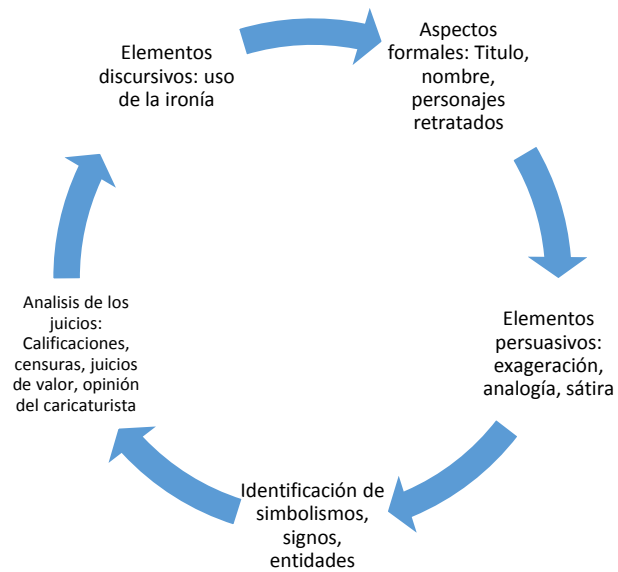 Elementos
discursivos: uso
de la ironía
Aspectos
formales: Titulo,
nombre,
personajes
retratados
Elementos
persuasivos:
exageración,
analogía, sátira
Identificación de
simbolismos,
signos,
entidades
Analisis de los
juicios:
Calificaciones,
censuras, juicios
de valor, opinión
del caricaturista